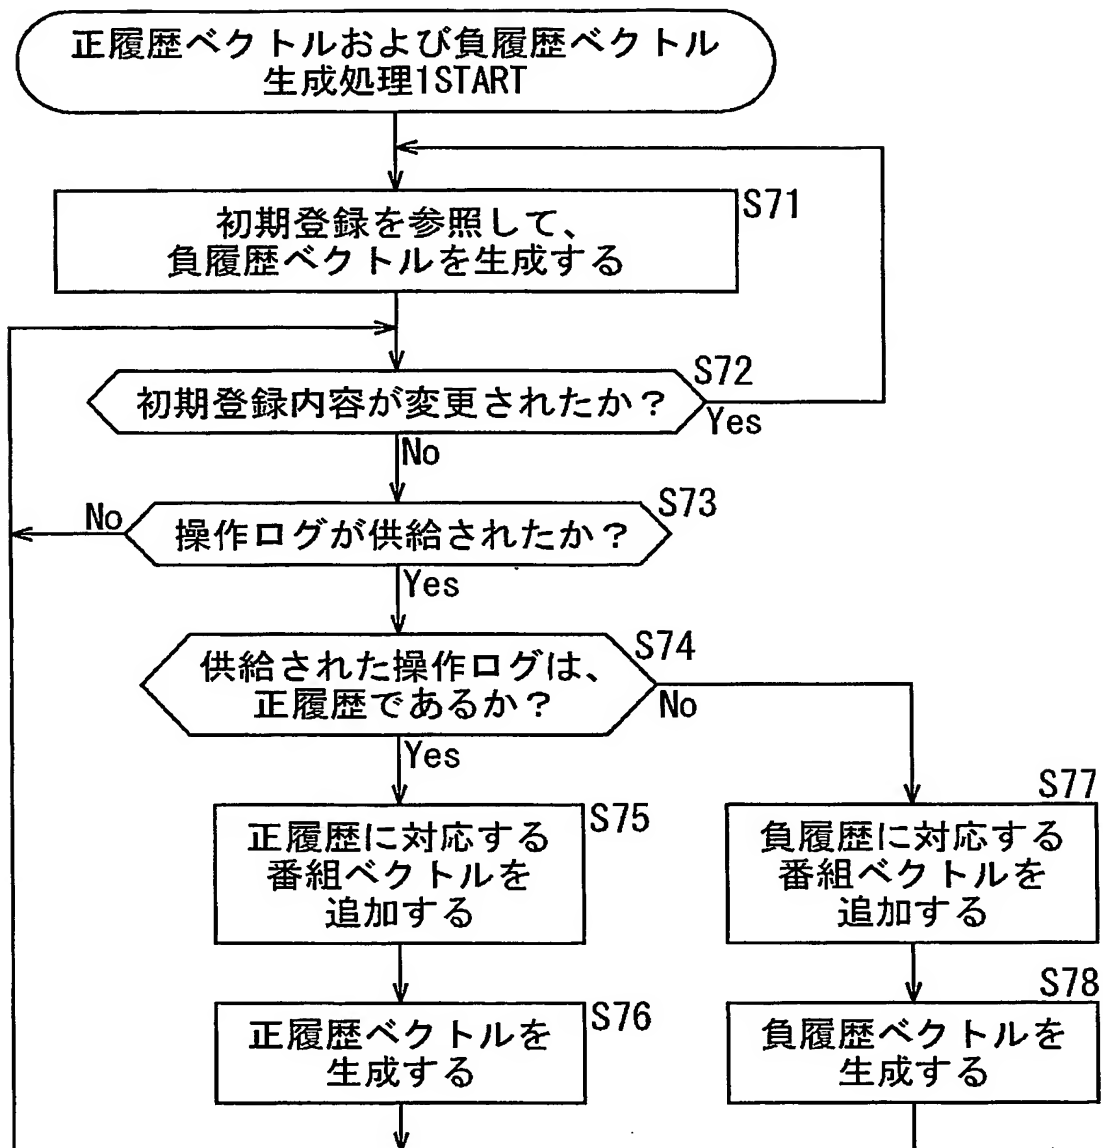 正履歴ベクトルおよび負履歴ベクトル
生成処理1START
初期登録を参照して、
負履歴ベクトルを生成する
S71
初期登録内容が変更されたか？
S72
Yes
No
操作ログが供給されたか？
S73
No
Yes
供給された操作ログは、
正履歴であるか？
S74
No
Yes
正履歴に対応する
番組ベクトルを
追加する
S75
S77
負履歴に対応する
番組ベクトルを
追加する
正履歴ベクトルを
生成する
S76
S78
負履歴ベクトルを
生成する